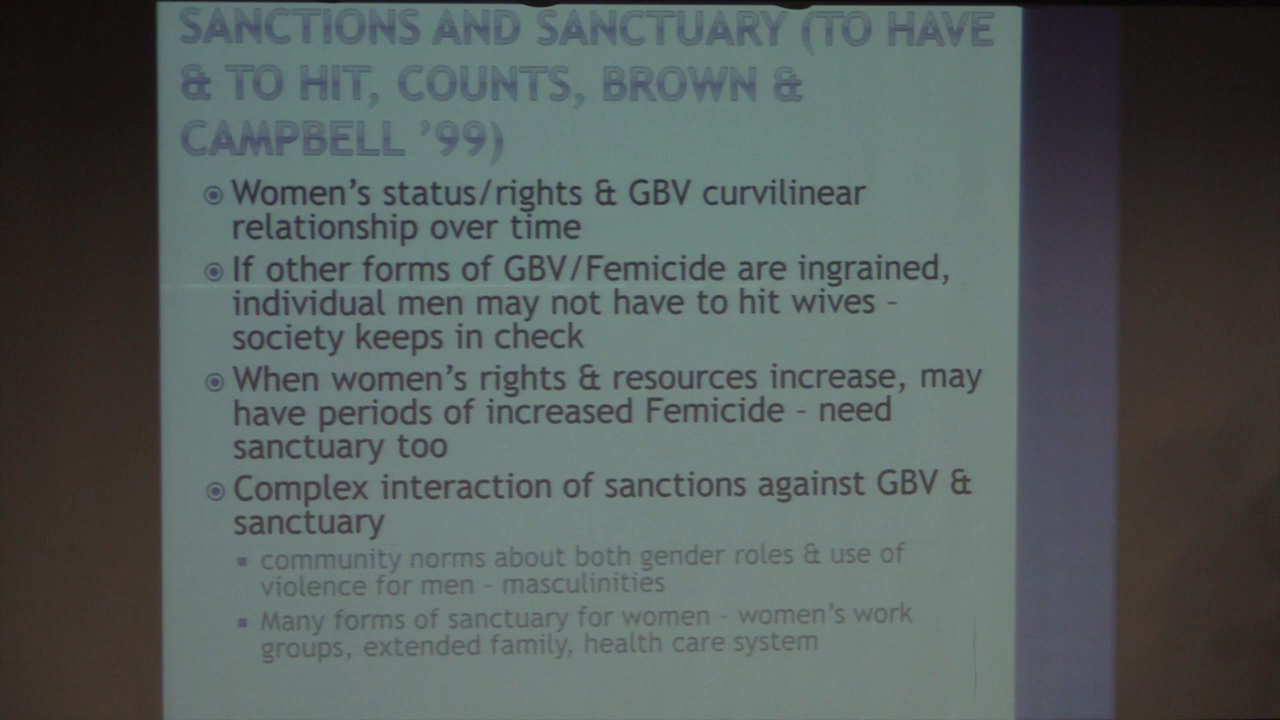 SANCTIONS AND SANCTUARY (TO HAVE
& TO HIT, COUNTS, BROWN &
CAMPBELL ’99)
Women’s status/rights & GBV curvilinear
relationship over time
If other forms of GBV/Femicide are ingrained,
individual men may not have to hit wives –
society keeps in check
When women’s rights & resources increase, may
have periods of increased Femicide – need
sanctuary too
Complex interaction of sanctions against GBV &
sanctuary
community norms about both gender roles & use of
violence for men – masculinities
Many forms of sanctuary for women – women’s work
groups, extended family, health care system